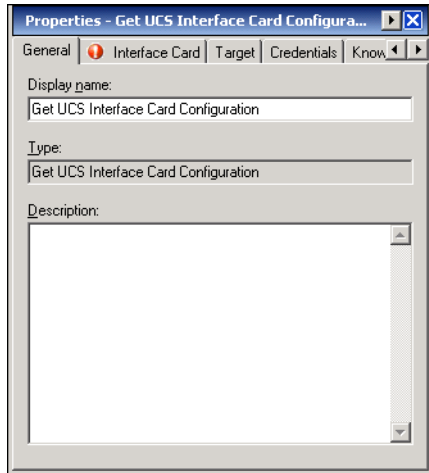 Properties - Get UCS Interface Card Configura...
General Interface Card Target Credentials Know
Display name:
Get UCS Interface Card Configuration
Type:
Get UCS Interface Card Configuration
Description: